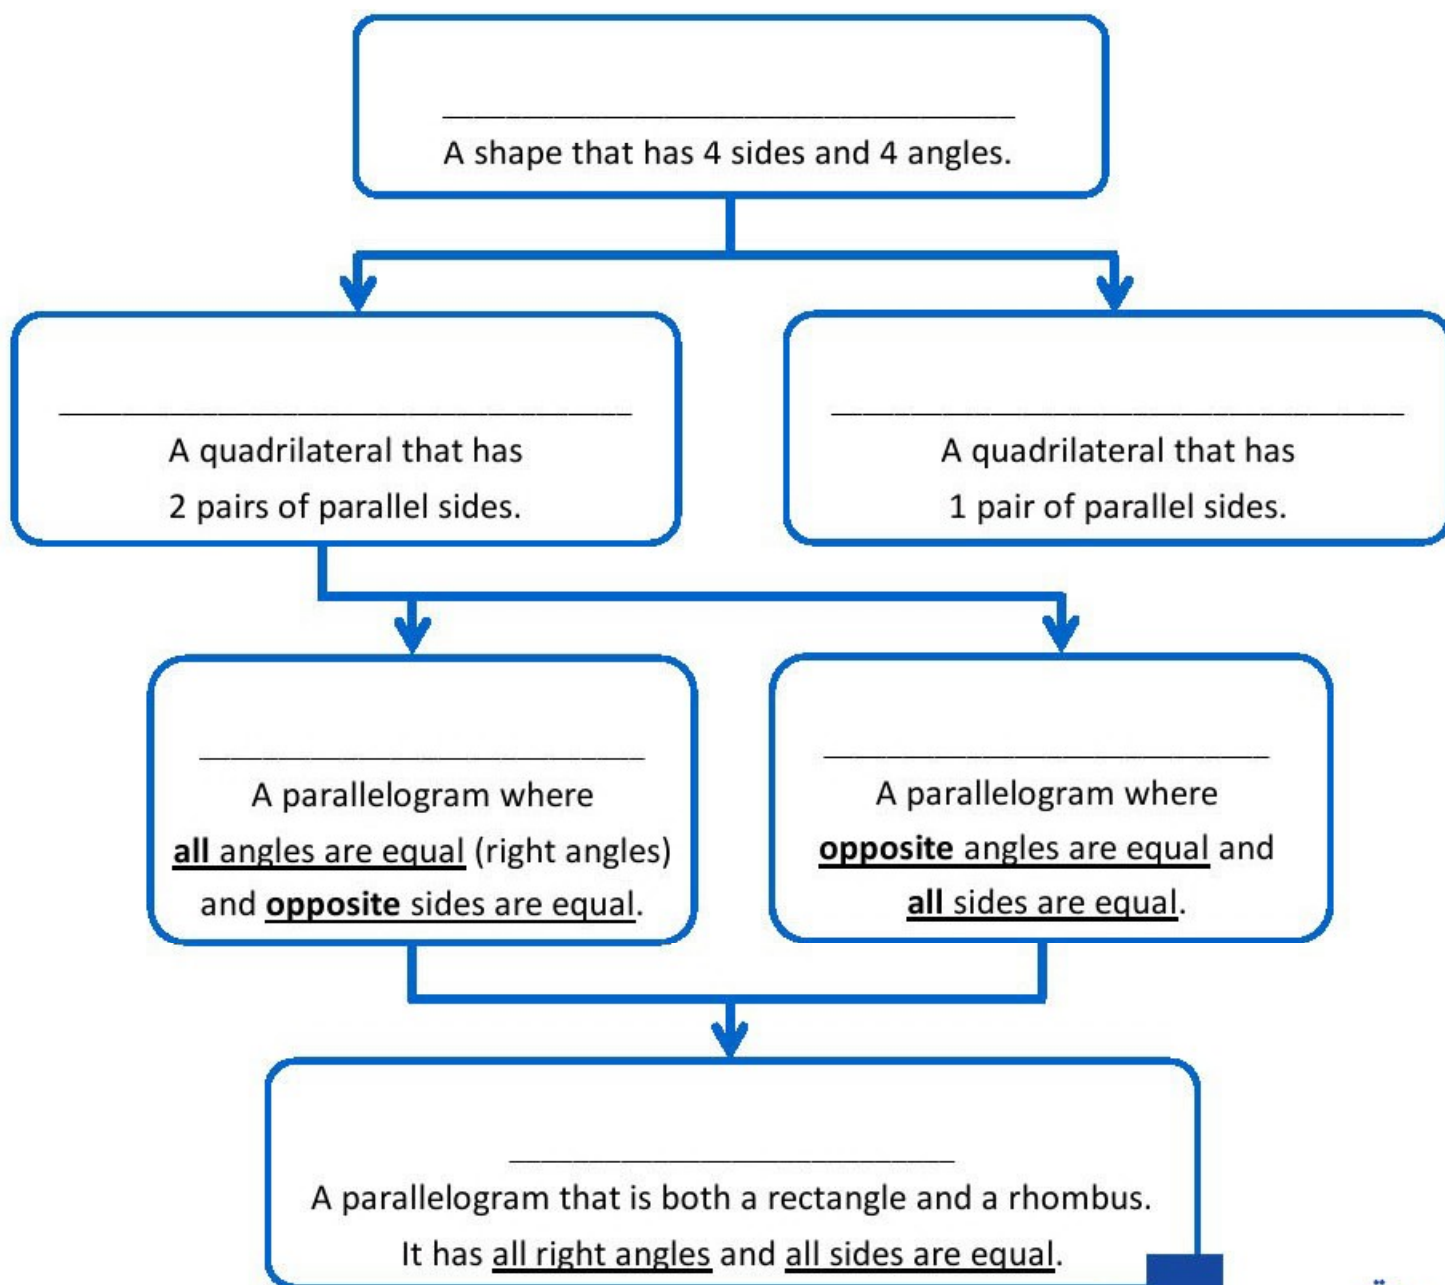 A shape that has 4 sides and 4 angles.
A quadrilateral that has
2 pairs of parallel sides.
A quadrilateral that has
1 pair of parallel sides.
A parallelogram where
all angles are equal (right angles)
and opposite sides are equal.
A parallelogram where
opposite angles are equal and
all sides are equal.
A parallelogram that is both a rectangle and a rhombus.
It has all right angles and all sides are equal.